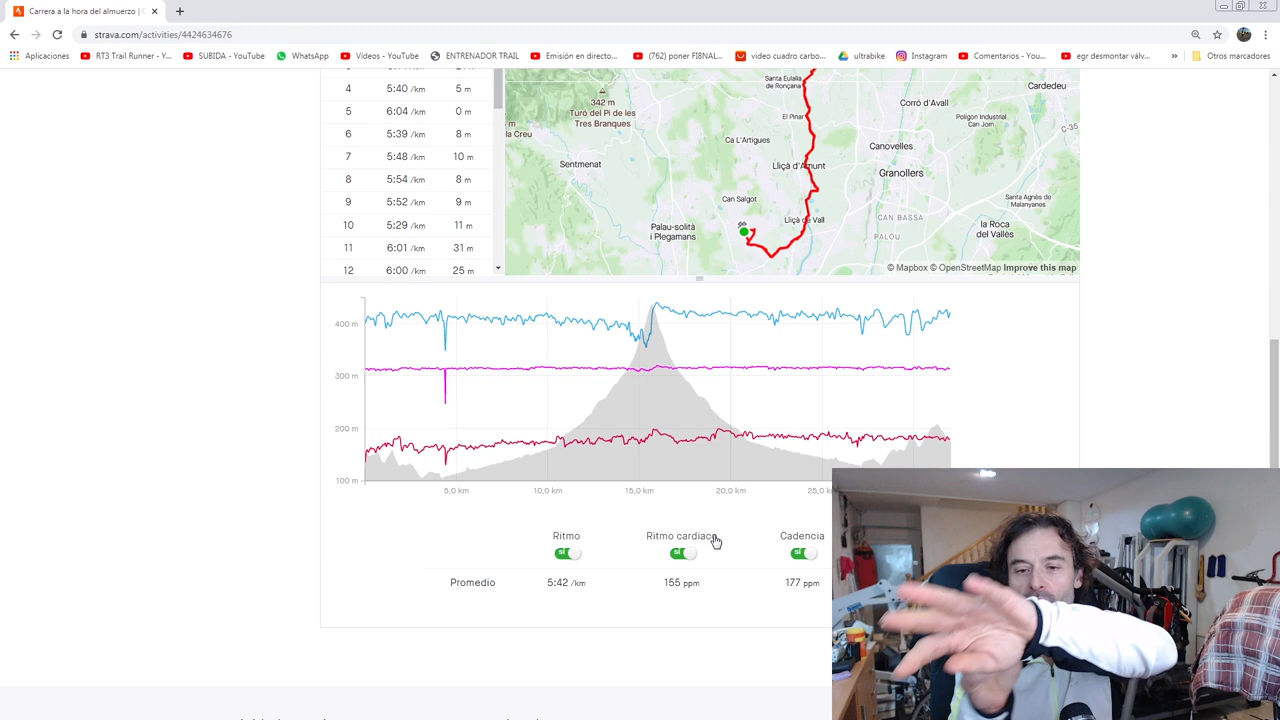 Carrera a la hora del almuerzo | C
strava.com/activities/4424634676
Aplicaciones
RT3 Trail Runner - Y...
SUBIDA - YouTube
WhatsApp
Vídeos - YouTube
ENTRENADOR TRAIL
Emisión en directo...
(762) poner FI8NAL...
video cuadro carbo...
ultrabike
Instagram
Comentarios - You...
egr desmontar válv...
»
Otros marcadores
4 5:40 /km 5 m
5 6:04 /km 0 m
6 5:39 /km 8 m
7 5:48 /km 10 m
8 5:54 /km 8 m
9 5:52 /km 9 m
10 5:29 /km 11 m
11 6:01 /km 31 m
12 6:00 /km 25 m
Santa Eulalia
de Ronçana
342 m
Turó del Pi de les
Tres Branques
m
la Creu
Sentmenat
El Pinar
Ca L'Artigues
Lliçà d'Amunt
Can Salgot
Palau-solità
i Plegamans
Lliçà de Vall
Corró d'Avall
Cardedeu
Polígon Industrial
Can Jorn
C-35
Canovelles
Granollers
Santa Agnès de
Malanyanes
CAN BASSA
PALOU
la Roca
del Vallès
© Mapbox © OpenStreetMap Improve this map
400 m
300 m
200 m
100 m
5,0 km 10,0 km 15,0 km 20,0 km 25,0
Ritmo Ritmo cardiaco Cadencia
SÍ SÍ SÍ
Promedio 5:42 /km 155 ppm 177 ppm